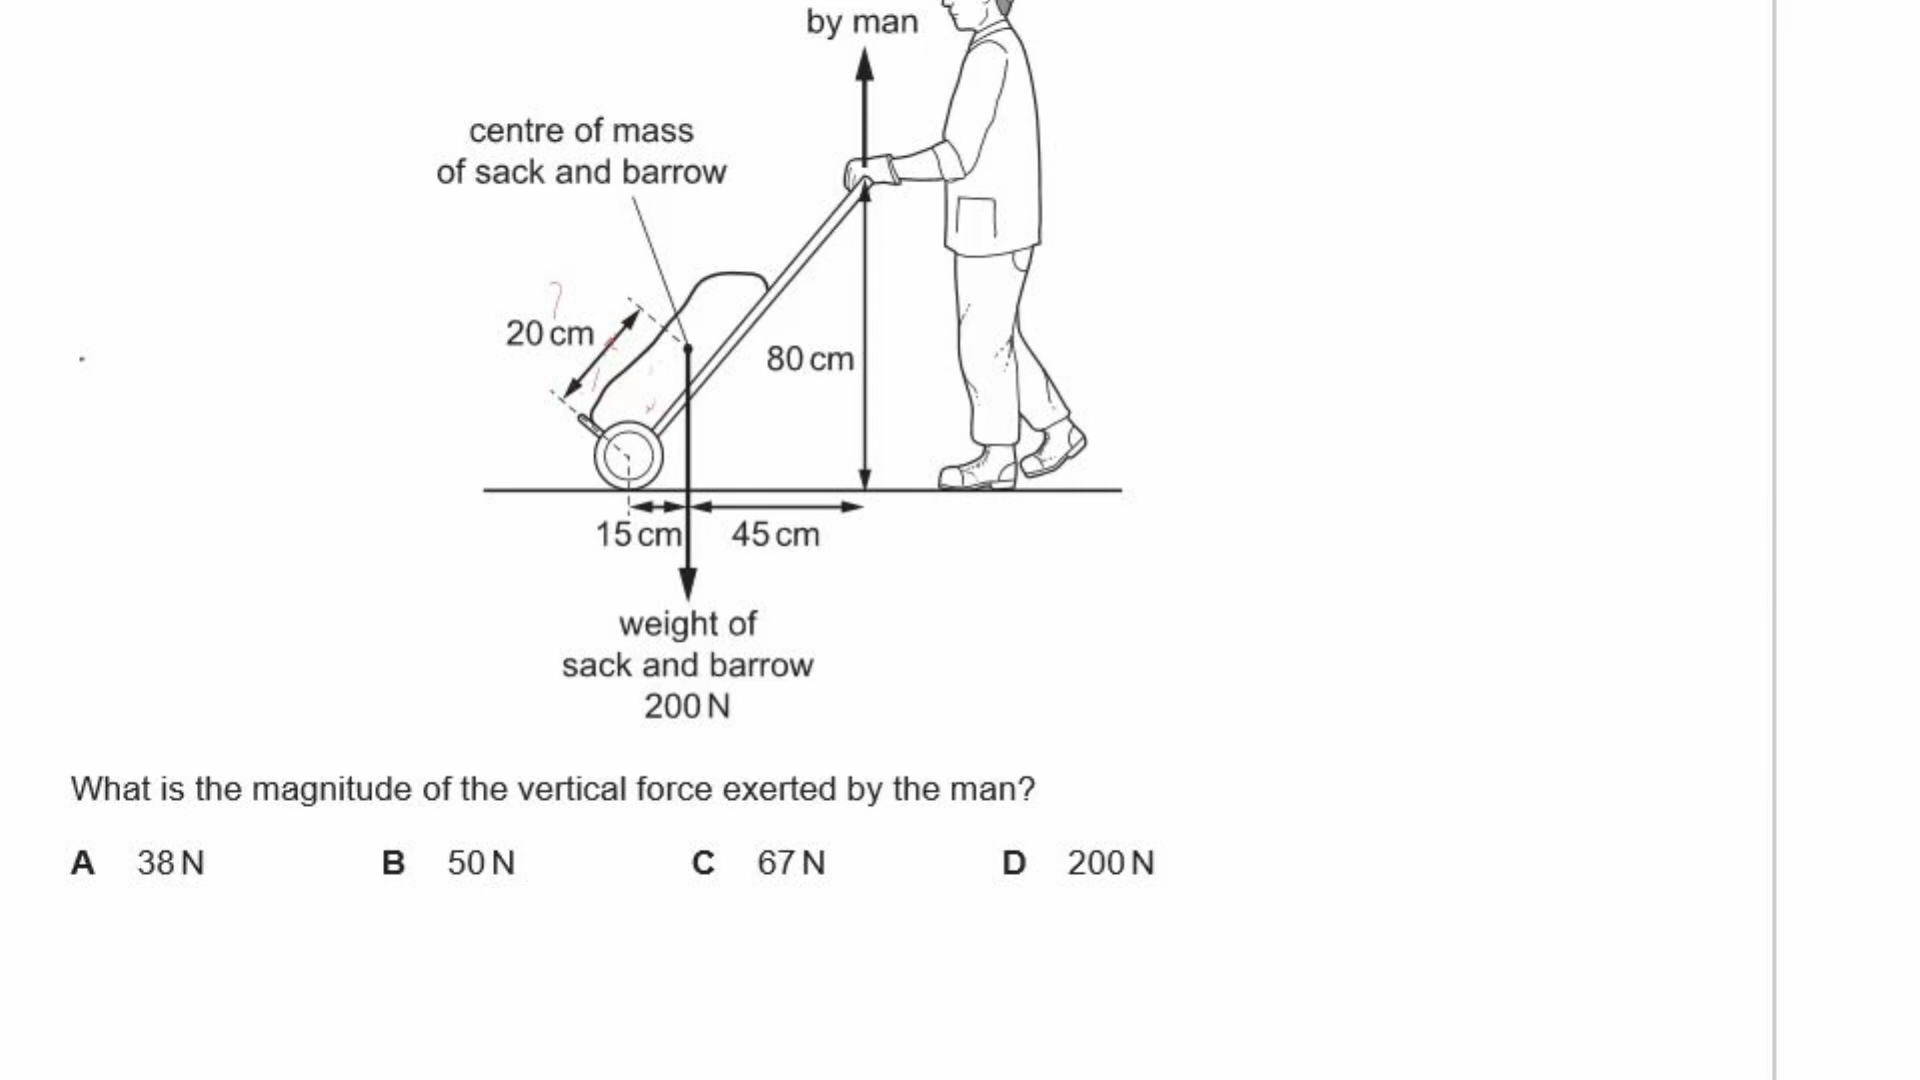 by man
centre of mass
of sack and barrow
20 cm
80 cm
15 cm
45 cm
weight of
sack and barrow
200 N
What is the magnitude of the vertical force exerted by the man?
A 38 N B 50 N C 67 N D 200 N